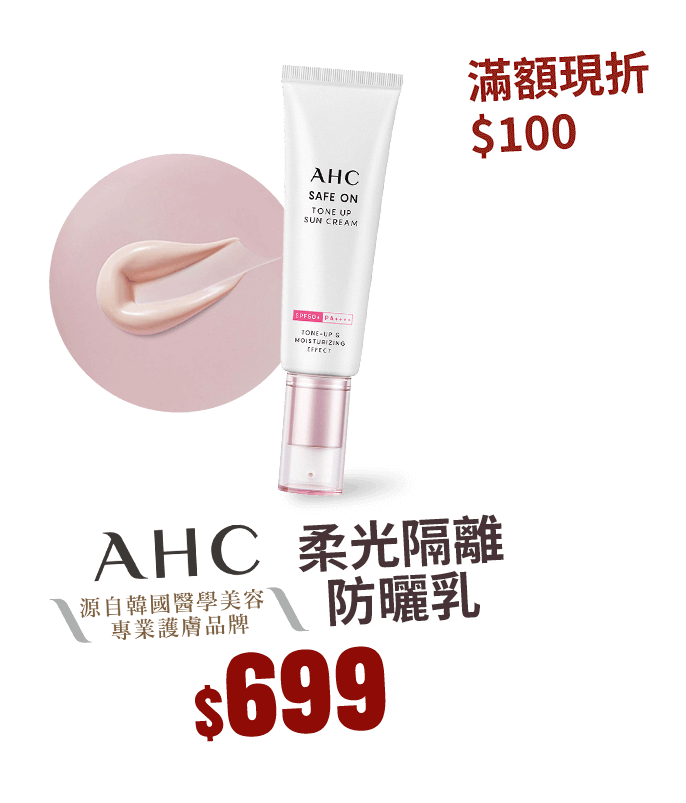 滿額現折
$100
AHC
SAFE ON
TONE UP
SUN CREAM
SPF50+ PA++++
TONE-UP &
MOISTURIZING
EFFECT
AHC
源自韓國醫學美容
專業護膚品牌
柔光隔離
防曬乳
$699